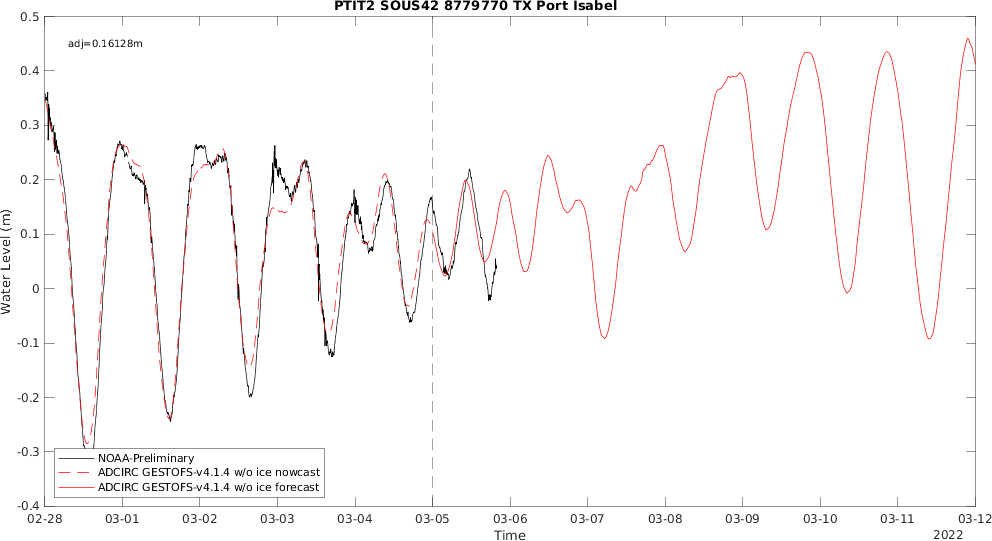 PTIT2 SOUS42 8779770 TX Port Isabel
adj=0.16128m
Water Level (m)
0.5
0.4
0.3
0.2
0.1
0
-0.1
-0.2
-0.3
-0.4
NOAA-Preliminary
ADCIRC GESTOFS-v4.1.4 w/o ice nowcast
ADCIRC GESTOFS-v4.1.4 w/o ice forecast
02-28 03-01 03-02 03-03 03-04 03-05 03-06 03-07 03-08 03-09 03-10 03-11 03-12
Time
2022